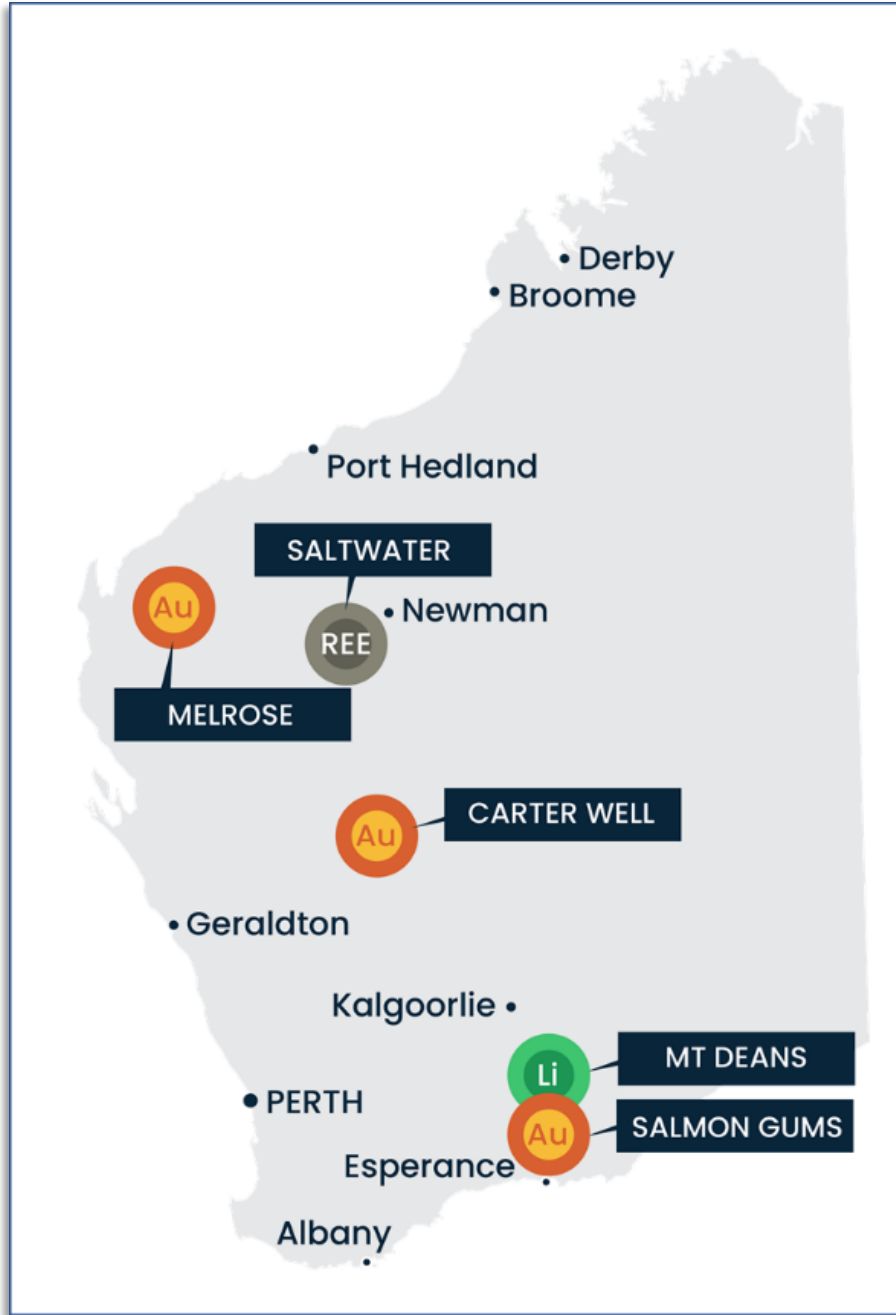 Derby
Broome
Port Hedland
SALTWATER
Au
Newman
REE
MELROSE
CARTER WELL
Au
Geraldton
Kalgoorlie
MT DEANS
Li
PERTH
SALMON GUMS
Au
Esperance
Albany